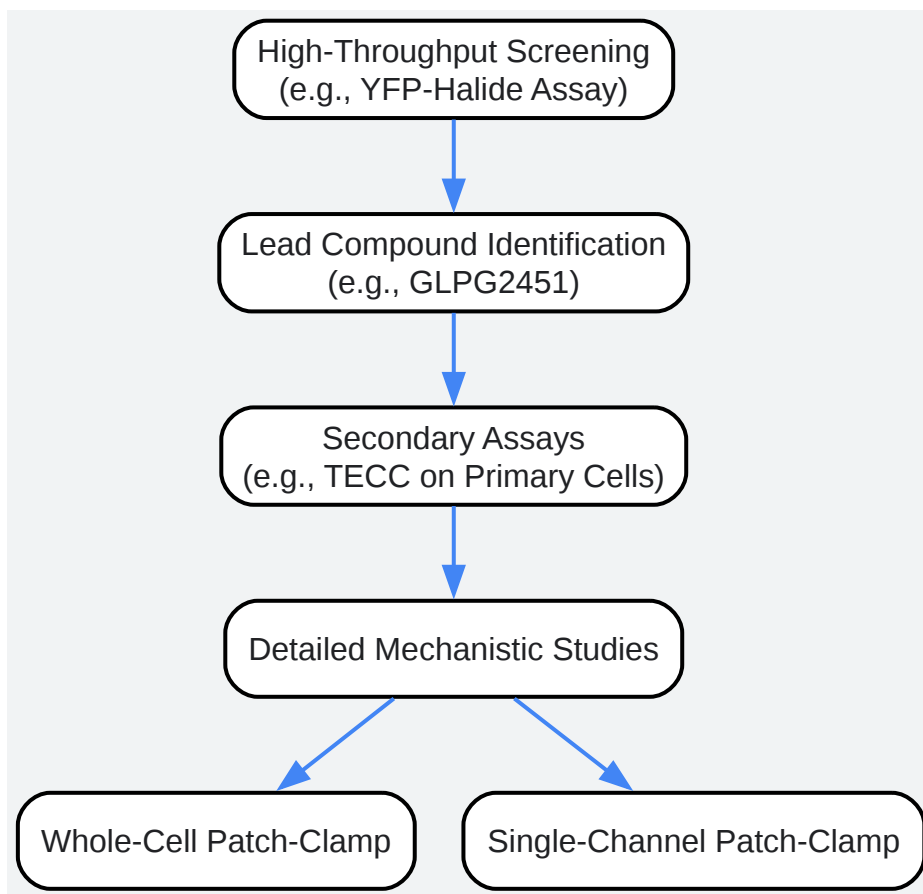 High-Throughput Screening
(e.g., YFP-Halide Assay)
Lead Compound Identification
(e.g., GLPG2451)
Secondary Assays
(e.g., TECC on Primary Cells)
Detailed Mechanistic Studies
Whole-Cell Patch-Clamp
Single-Channel Patch-Clamp